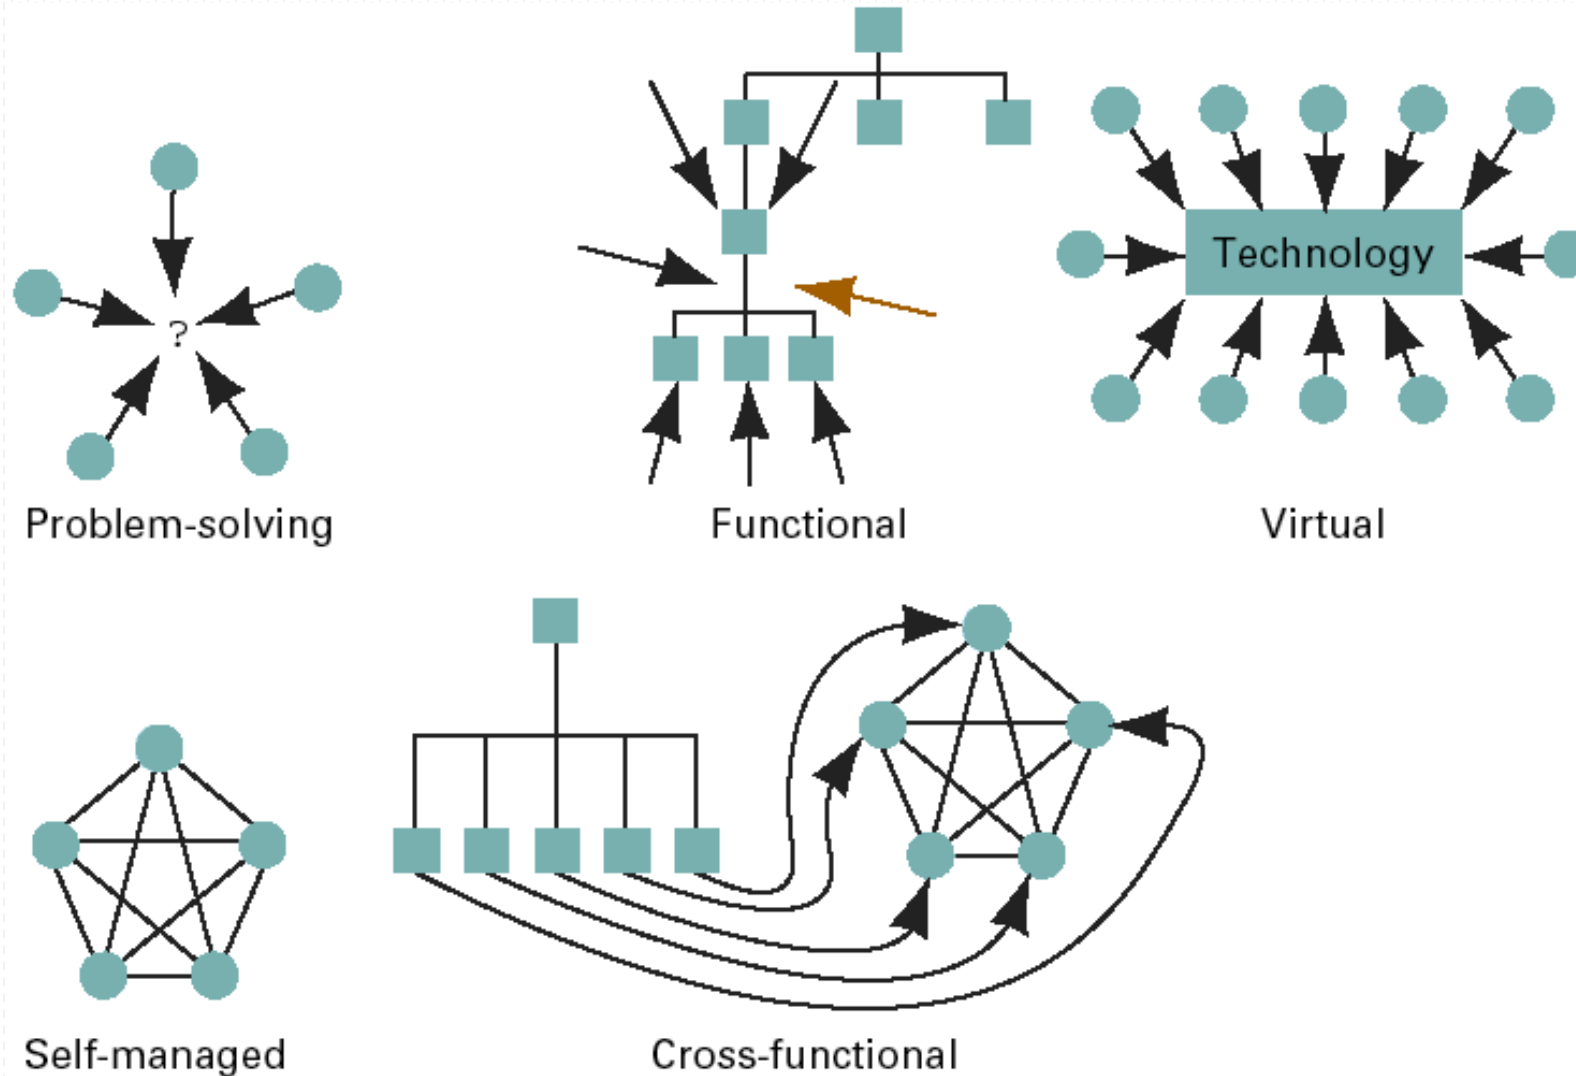 Technology
?
Problem-solving
Functional
Virtual
Self-managed
Cross-functional